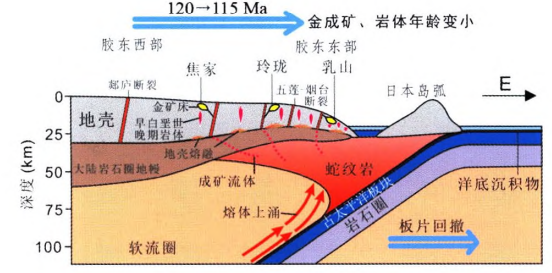 120→115 Ma
金成矿、岩体年龄变小
胶东西部
胶东东部
焦家
玲珑
乳山
郯庐断裂
五莲-烟台
断裂
日本岛弧
E
金矿床
早白垩世
晚期岩体
地壳
地壳熔融
大陆岩石圈地幔
成矿流体
蛇纹岩
熔体上涌
古太平洋板块
岩石圈
洋底沉积物
板片回撤
软流圈
深度 (km)
0
25
50
75
100